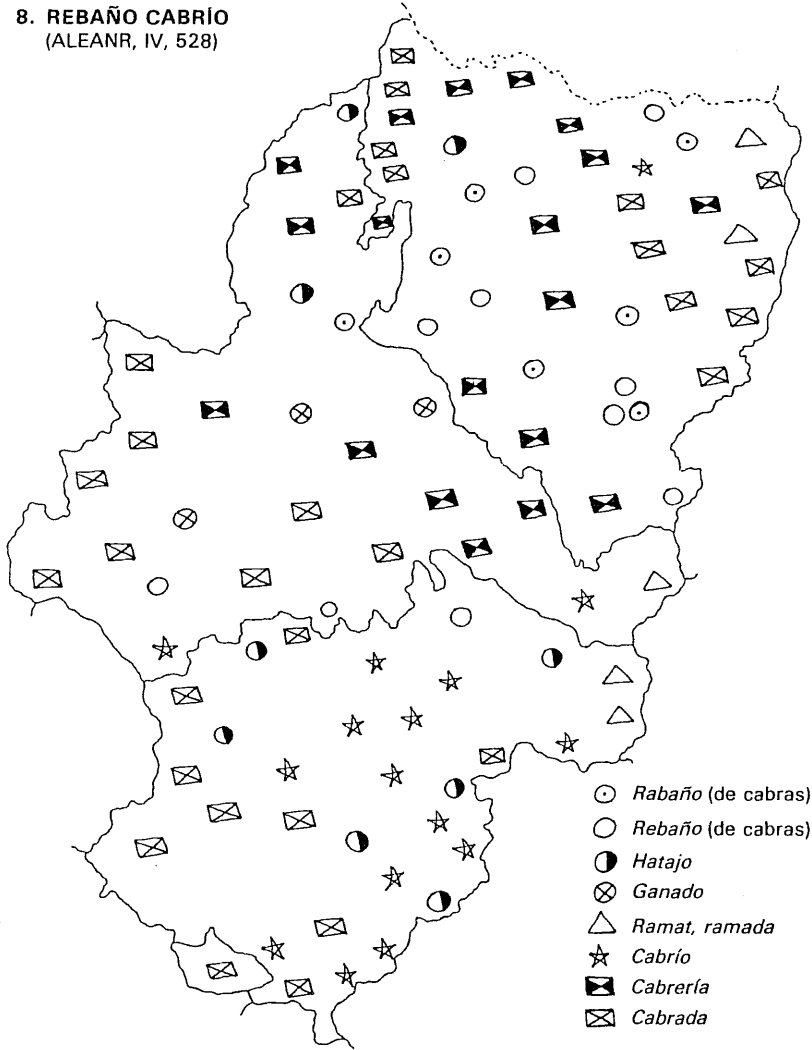 8. REBAÑO CABRÍO
(ALEANR, IV, 528)
Rabaño (de cabras)
Rebaño (de cabras)
Hatajo
Ganado
Ramat, ramada
Cabrío
Cabrería
Cabrada